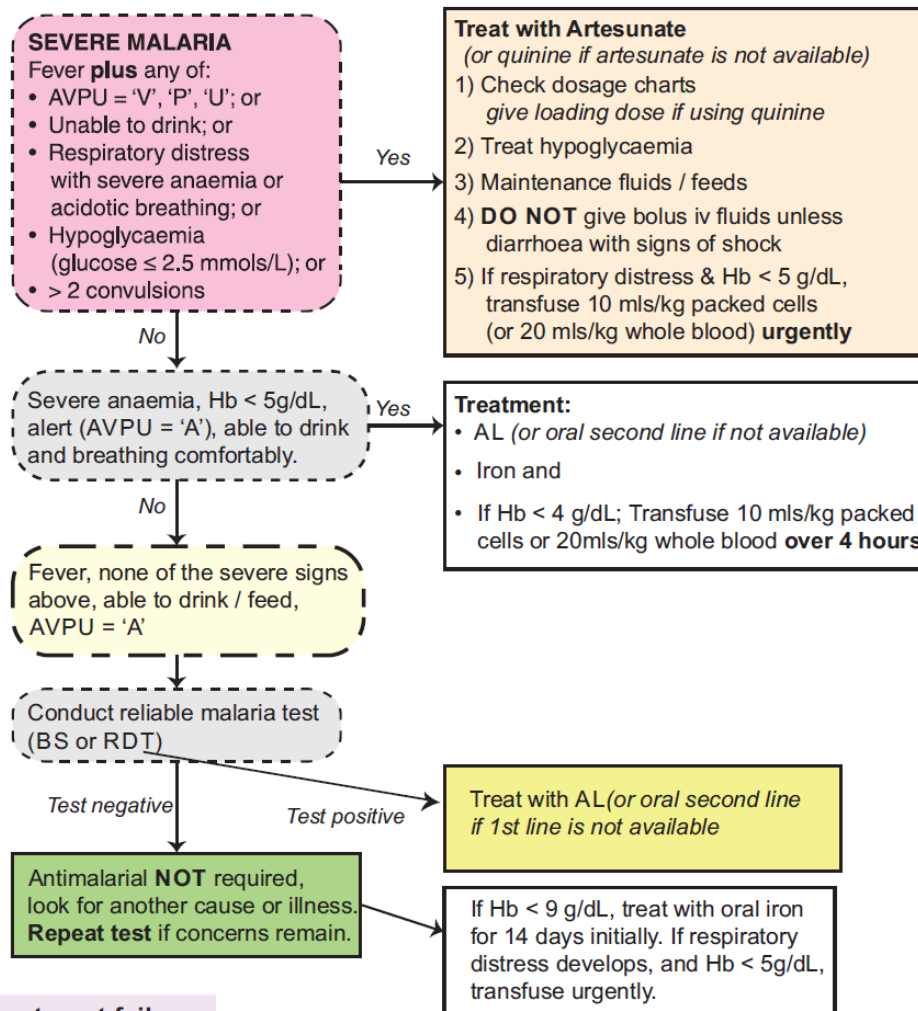 SEVERE MALARIA
Fever plus any of:
• AVPU = ‘V’, ‘P’, ‘U’; or
• Unable to drink; or
• Respiratory distress
with severe anaemia or
acidotic breathing; or
• Hypoglycaemia
(glucose ≤ 2.5 mmols/L); or
• > 2 convulsions
Yes
Treat with Artesunate
(or quinine if artesunate is not available)
1) Check dosage charts
give loading dose if using quinine
2) Treat hypoglycaemia
3) Maintenance fluids / feeds
4) DO NOT give bolus iv fluids unless
diarrhoea with signs of shock
5) If respiratory distress & Hb < 5 g/dL,
transfuse 10 mls/kg packed cells
(or 20 mls/kg whole blood) urgently
No
Severe anaemia, Hb < 5g/dL,
alert (AVPU = ‘A’), able to drink
and breathing comfortably.
Yes
Treatment:
• AL (or oral second line if not available)
• Iron and
• If Hb < 4 g/dL; Transfuse 10 mls/kg packed
cells or 20mls/kg whole blood over 4 hours
No
Fever, none of the severe signs
above, able to drink / feed,
AVPU = ‘A’
Conduct reliable malaria test
(BS or RDT)
Test negative
Test positive
Treat with AL(or oral second line
if 1st line is not available
Antimalarial NOT required,
look for another cause or illness.
Repeat test if concerns remain.
If Hb < 9 g/dL, treat with oral iron
for 14 days initially. If respiratory
distress develops, and Hb < 5g/dL,
transfuse urgently.